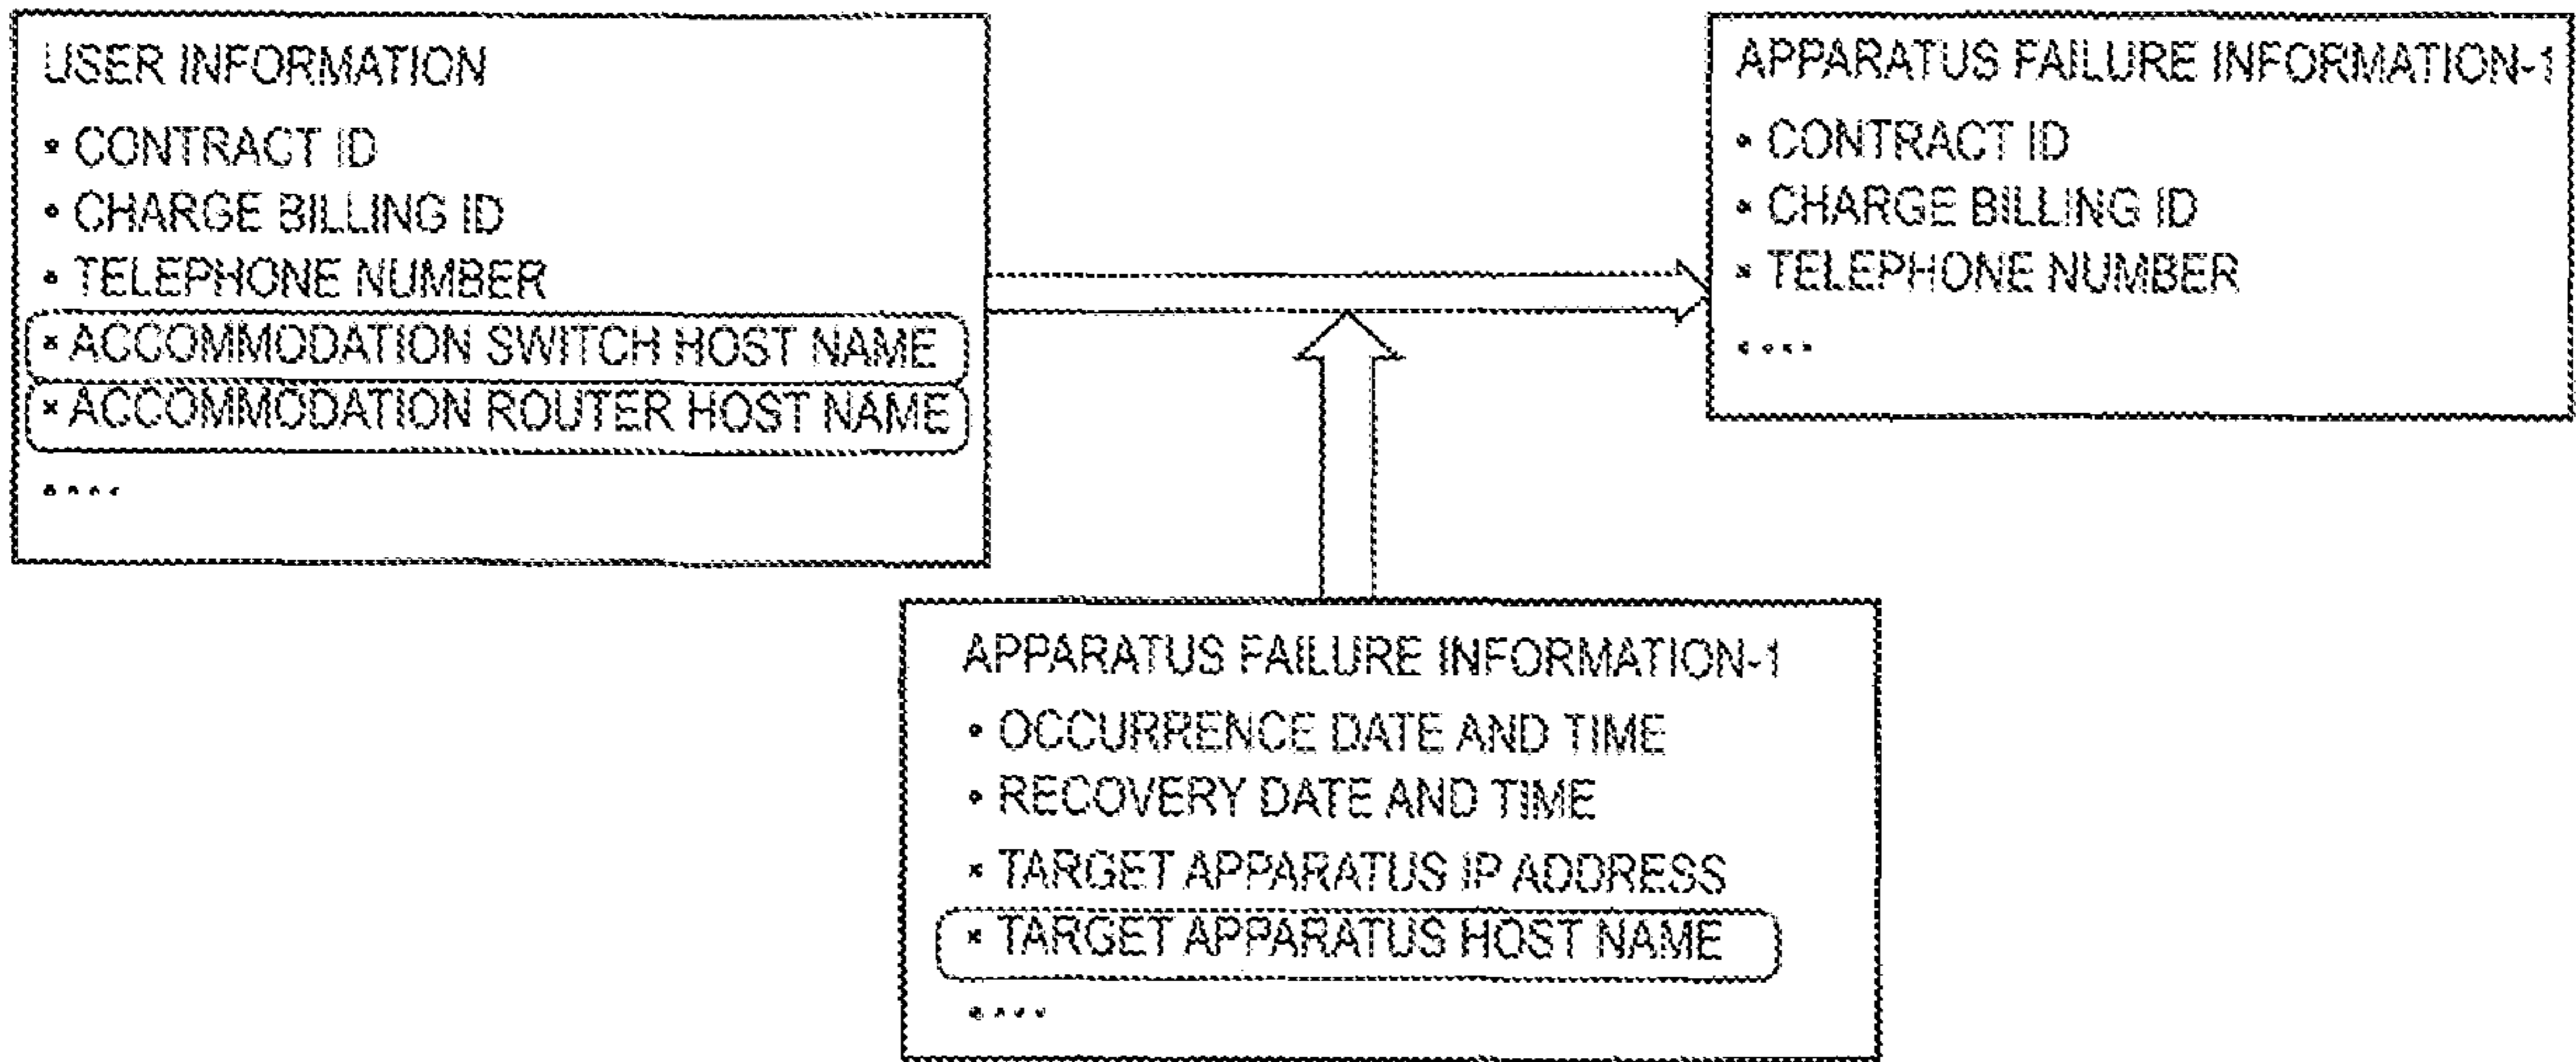 USER INFORMATION
• CONTRACT ID
• CHARGE BILLING ID
• TELEPHONE NUMBER
• ACCOMMODATION SWITCH HOST NAME
• ACCOMMODATION ROUTER HOST NAME
• • • •
APPARATUS FAILURE INFORMATION-1
• CONTRACT ID
• CHARGE BILLING ID
• TELEPHONE NUMBER
• • • •
APPARATUS FAILURE INFORMATION-1
• OCCURRENCE DATE AND TIME
• RECOVERY DATE AND TIME
• TARGET APPARATUS IP ADDRESS
• TARGET APPARATUS HOST NAME
• • • •